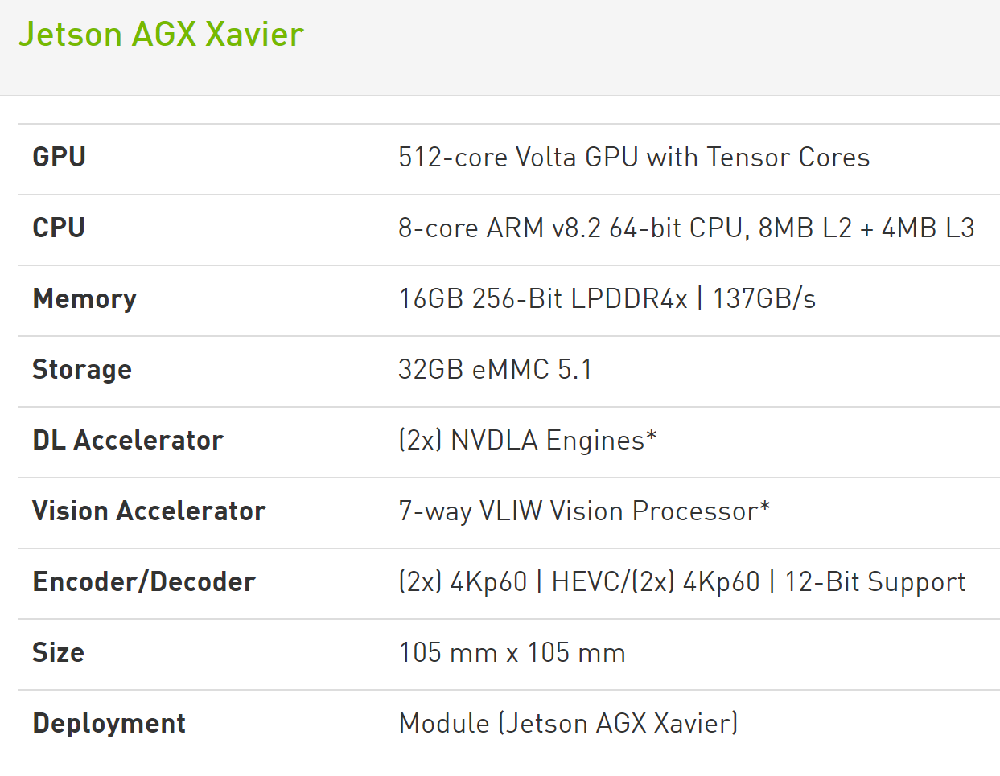 Jetson AGX Xavier
GPU 512-core Volta GPU with Tensor Cores
CPU 8-core ARM v8.2 64-bit CPU, 8MB L2 + 4MB L3
Memory 16GB 256-Bit LPDDR4x | 137GB/s
Storage 32GB eMMC 5.1
DL Accelerator (2x) NVDLA Engines*
Vision Accelerator 7-way VLIW Vision Processor*
Encoder/Decoder (2x) 4Kp60 | HEVC/(2x) 4Kp60 | 12-Bit Support
Size 105 mm x 105 mm
Deployment Module (Jetson AGX Xavier)